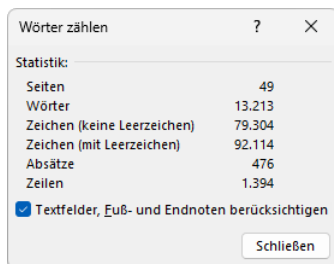 Wörter zählen ? ×
Statistik:
Seiten 49
Wörter 13.213
Zeichen (keine Leerzeichen) 79.304
Zeichen (mit Leerzeichen) 92.114
Absätze 476
Zeilen 1.394
Textfelder, Fuß- und Endnoten berücksichtigen
Schließen